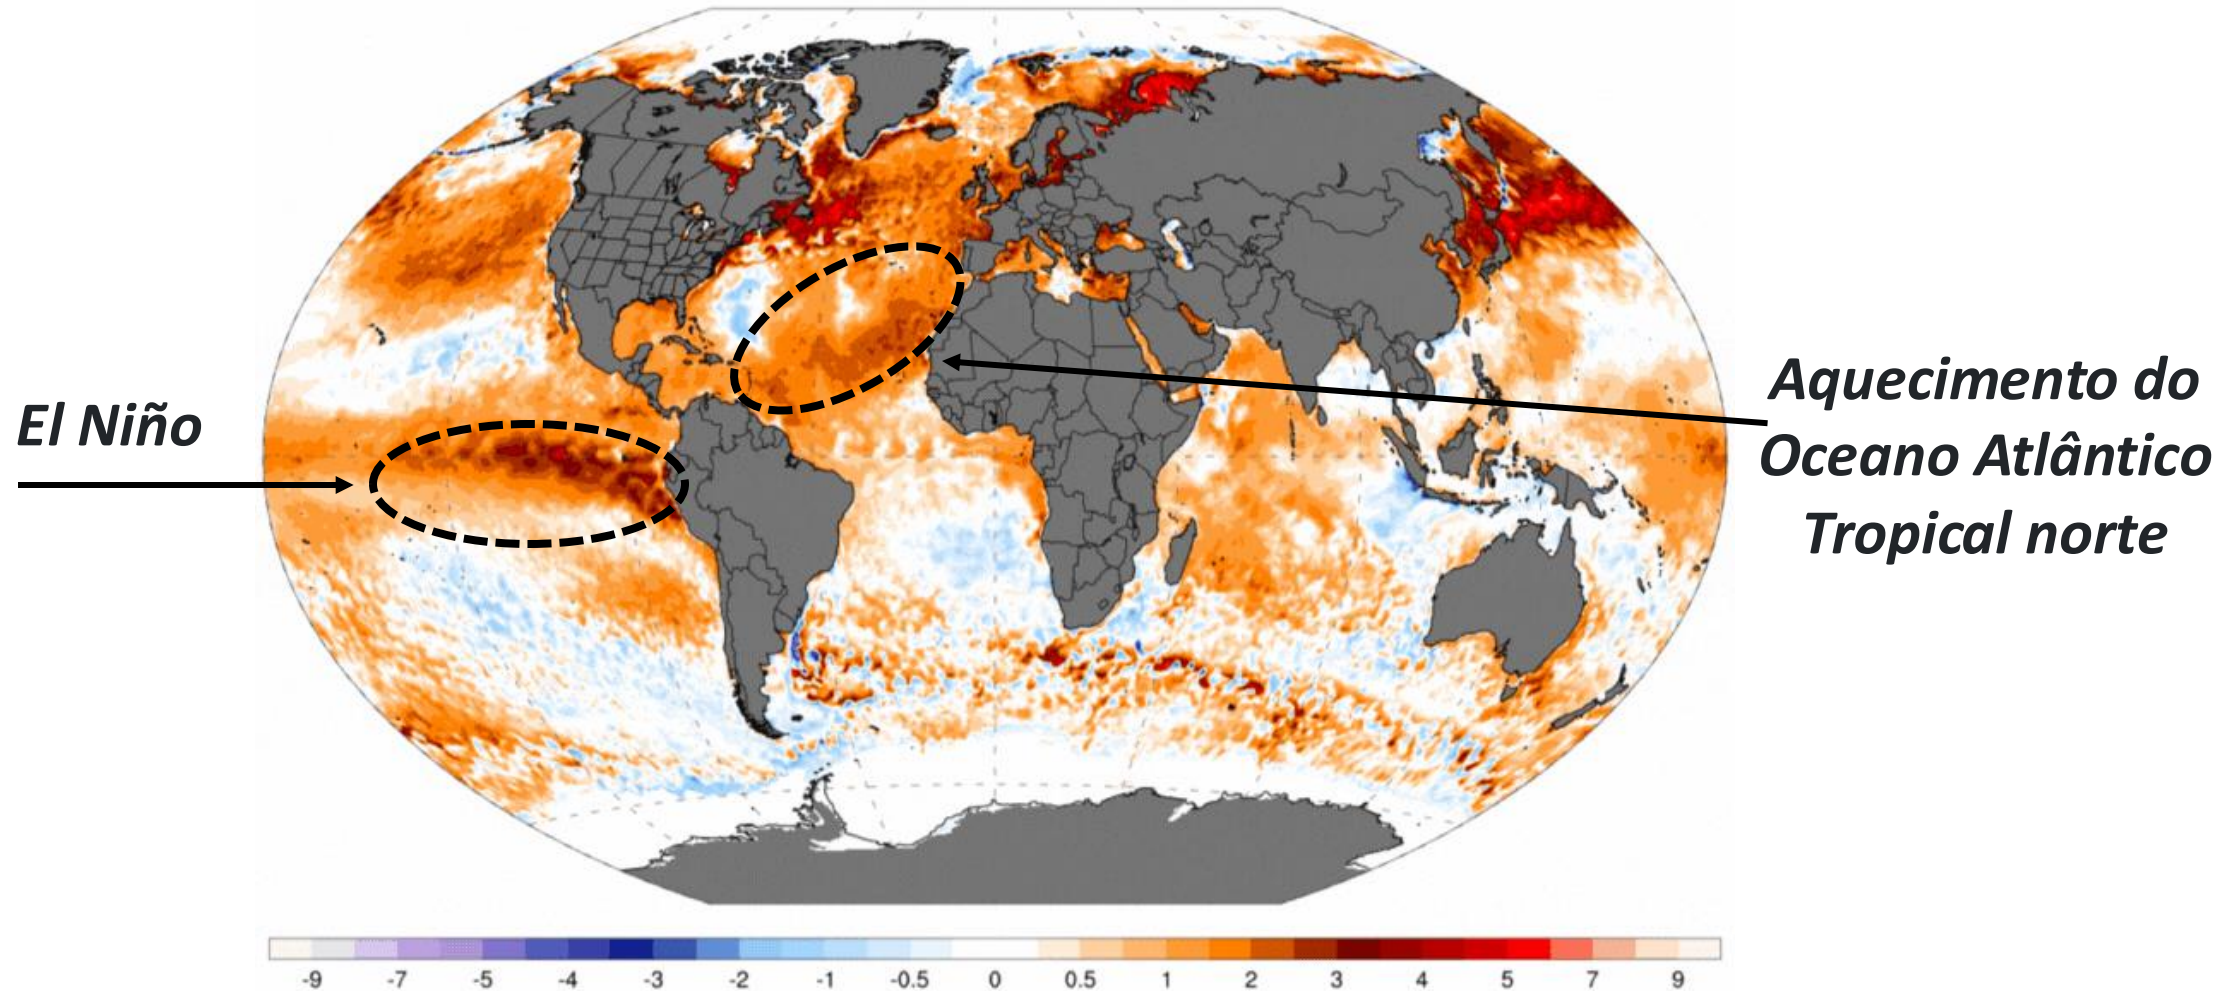 El Niño
Aquecimento do
Oceano Atlântico
Tropical norte
-9 -7 -5 -4 -3 -2 -1 -0.5 0 0.5 1 2 3 4 5 7 9